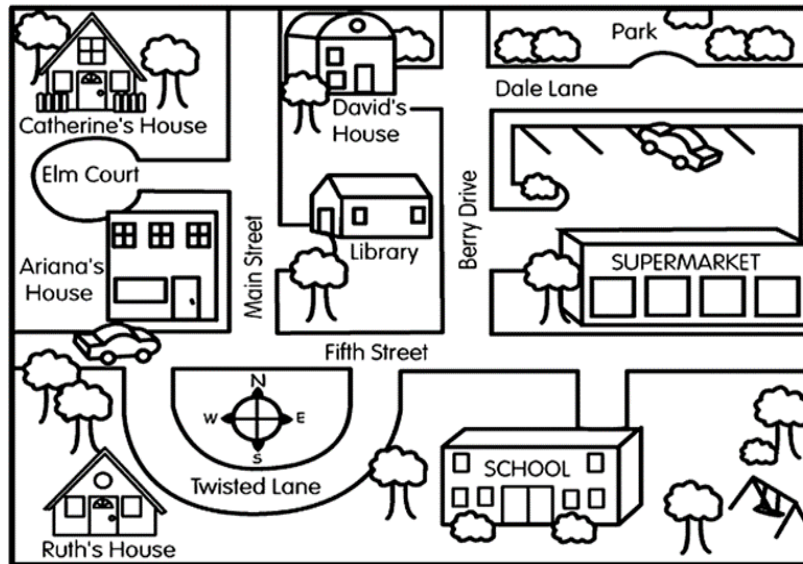 Park
Dale Lane
David's
House
Catherine's House
Elm Court
Berry Drive
Main Street
Library
Ariana's
House
SUPERMARKET
Fifth Street
N
W E
S
SCHOOL
Twisted Lane
Ruth's House